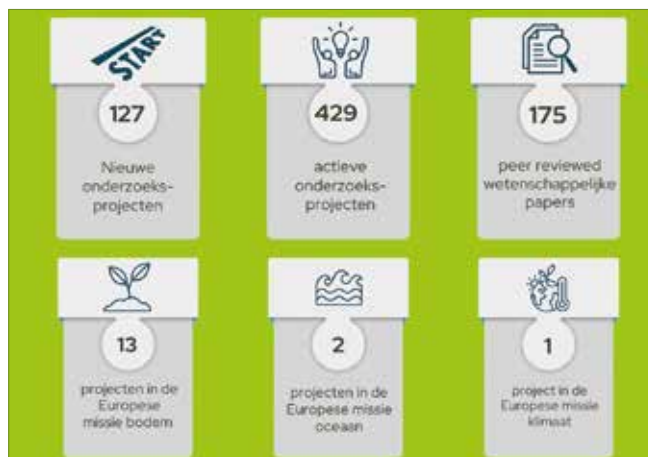 START
127
Nieuwe
onderzoeks-
projecten
429
actieve
onderzoeks-
projecten
175
peer reviewed
wetenschappelijke
papers
13
projecten in de
Europese
missie bodem
2
projecten in de
Europese missie
oceaan
1
project in de
Europese missie
klimaat